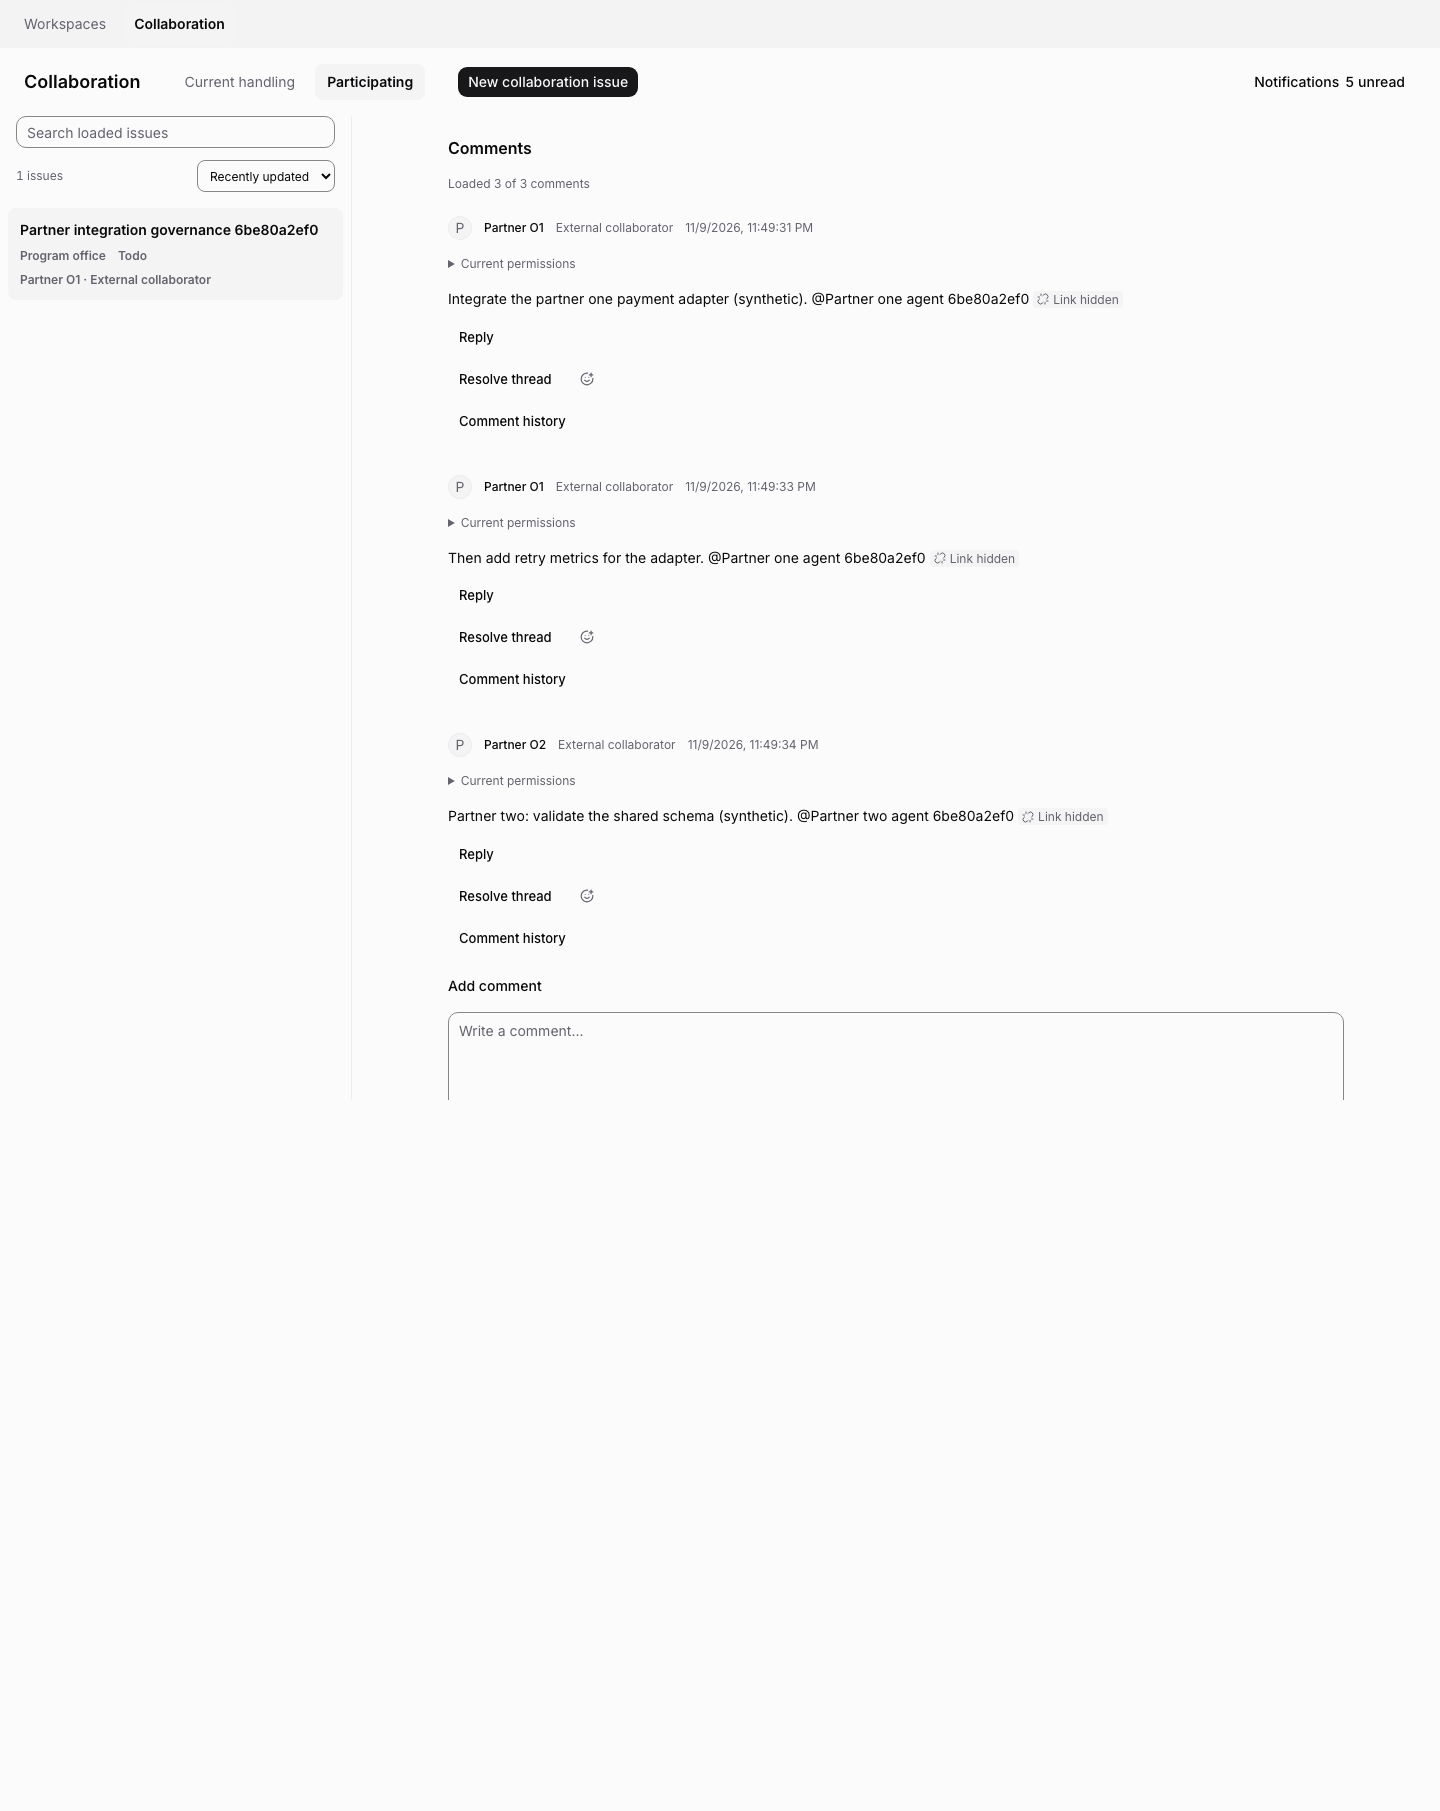 Workspaces Collaboration
Collaboration Current handling Participating New collaboration issue Notifications 5 unread
Search loaded issues
1 issues Recently updated
Partner integration governance 6be80a2ef0
Program office Todo
Partner O1 · External collaborator
Comments
Loaded 3 of 3 comments
P Partner O1 External collaborator 11/9/2026, 11:49:31 PM
Current permissions
Integrate the partner one payment adapter (synthetic). @Partner one agent 6be80a2ef0 Link hidden
Reply
Resolve thread
Comment history
P Partner O1 External collaborator 11/9/2026, 11:49:33 PM
Current permissions
Then add retry metrics for the adapter. @Partner one agent 6be80a2ef0 Link hidden
Reply
Resolve thread
Comment history
P Partner O2 External collaborator 11/9/2026, 11:49:34 PM
Current permissions
Partner two: validate the shared schema (synthetic). @Partner two agent 6be80a2ef0 Link hidden
Reply
Resolve thread
Comment history
Add comment
Write a comment...